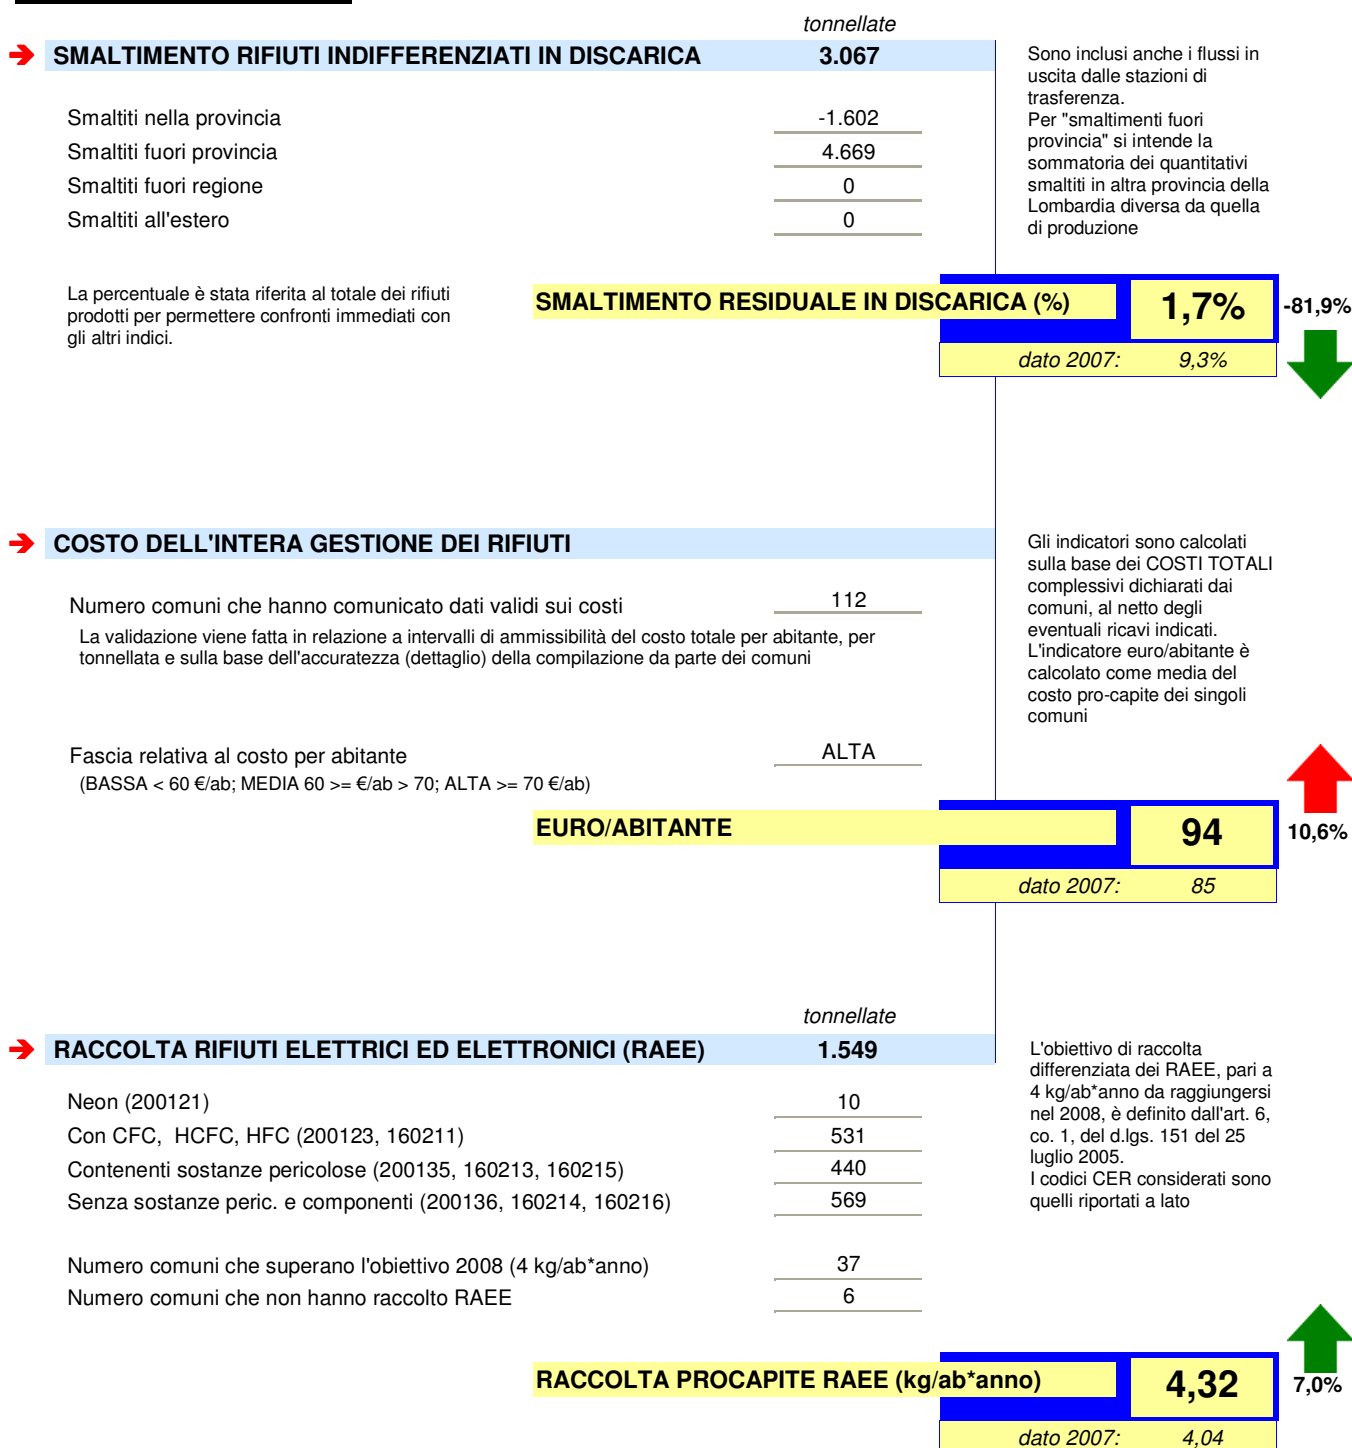 tonnellate
SMALTIMENTO RIFIUTI INDIFFERENZIATI IN DISCARICA 3.067
Smaltiti nella provincia -1.602
Smaltiti fuori provincia 4.669
Smaltiti fuori regione 0
Smaltiti all'estero 0
Sono inclusi anche i flussi in
uscita dalle stazioni di
trasferenza.
Per "smaltimenti fuori
provincia" si intende la
sommatoria dei quantitativi
smaltiti in altra provincia della
Lombardia diversa da quella
di produzione
La percentuale è stata riferita al totale dei rifiuti
prodotti per permettere confronti immediati con
gli altri indici.
SMALTIMENTO RESIDUALE IN DISCARICA (%) 1,7% -81,9%
dato 2007: 9,3%
COSTO DELL'INTERA GESTIONE DEI RIFIUTI
Numero comuni che hanno comunicato dati validi sui costi 112
La validazione viene fatta in relazione a intervalli di ammissibilità del costo totale per abitante, per
tonnellata e sulla base dell'accuratezza (dettaglio) della compilazione da parte dei comuni
Gli indicatori sono calcolati
sulla base dei COSTI TOTALI
complessivi dichiarati dai
comuni, al netto degli
eventuali ricavi indicati.
L'indicatore euro/abitante è
calcolato come media del
costo pro-capite dei singoli
comuni
Fascia relativa al costo per abitante ALTA
(BASSA < 60 €/ab; MEDIA 60 >= €/ab > 70; ALTA >= 70 €/ab)
EURO/ABITANTE 94 10,6%
dato 2007: 85
tonnellate
RACCOLTA RIFIUTI ELETTRICI ED ELETTRONICI (RAEE) 1.549
Neon (200121) 10
Con CFC, HCFC, HFC (200123, 160211) 531
Contenenti sostanze pericolose (200135, 160213, 160215) 440
Senza sostanze peric. e componenti (200136, 160214, 160216) 569
L'obiettivo di raccolta
differenziata dei RAEE, pari a
4 kg/ab*anno da raggiungersi
nel 2008, è definito dall'art. 6,
co. 1, del d.lgs. 151 del 25
luglio 2005.
I codici CER considerati sono
quelli riportati a lato
Numero comuni che superano l'obiettivo 2008 (4 kg/ab*anno) 37
Numero comuni che non hanno raccolto RAEE 6
RACCOLTA PROCAPITE RAEE (kg/ab*anno) 4,32 7,0%
dato 2007: 4,04